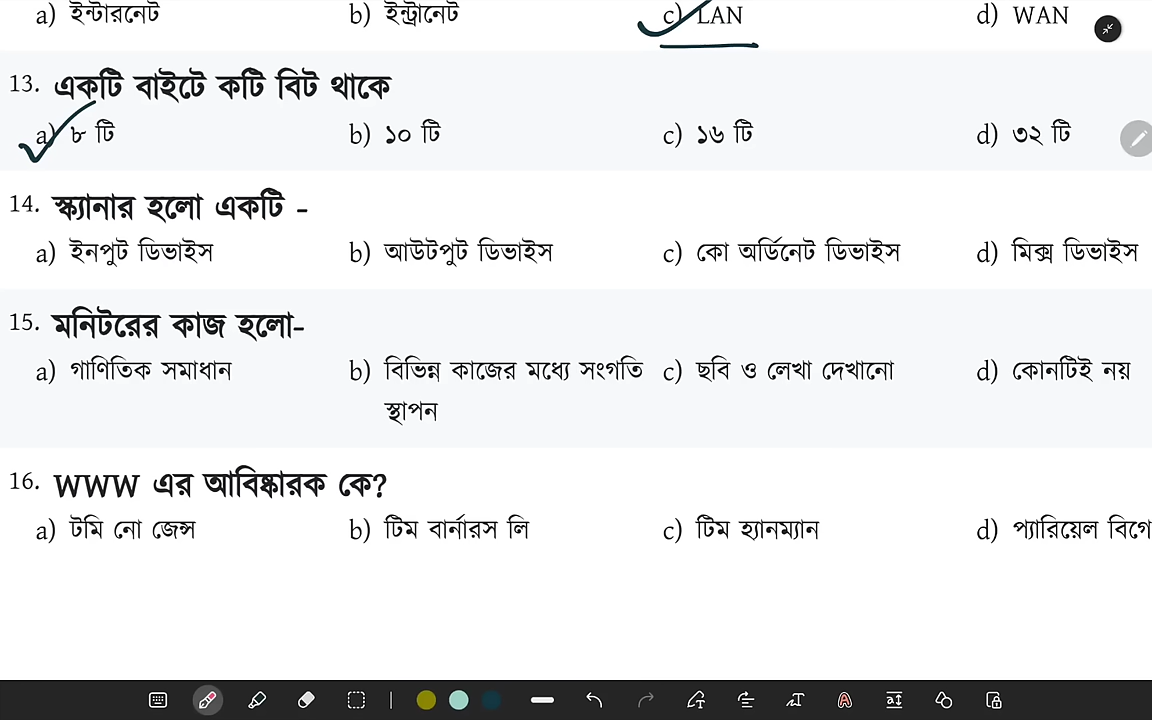 a) ইন্টারনেট b) ইন্ট্রানেট c) LAN d) WAN
13. একটি বাইটে কটি বিট থাকে
a) ৮ টি b) ১০ টি c) ১৬ টি d) ৩২ টি
14. স্ক্যানার হলো একটি -
a) ইনপুট ডিভাইস b) আউটপুট ডিভাইস c) কো অর্ডিনেট ডিভাইস d) মিক্স ডিভাইস
15. মনিটরের কাজ হলো-
a) গাণিতিক সমাধান b) বিভিন্ন কাজের মধ্যে সংগতি c) ছবি ও লেখা দেখানো d) কোনটিই নয়
স্থাপন
16. WWW এর আবিষ্কারক কে?
a) টমি নো জেন্স b) টিম বার্নারস লি c) টিম হ্যানম্যান d) প্যারিয়েল বিগে